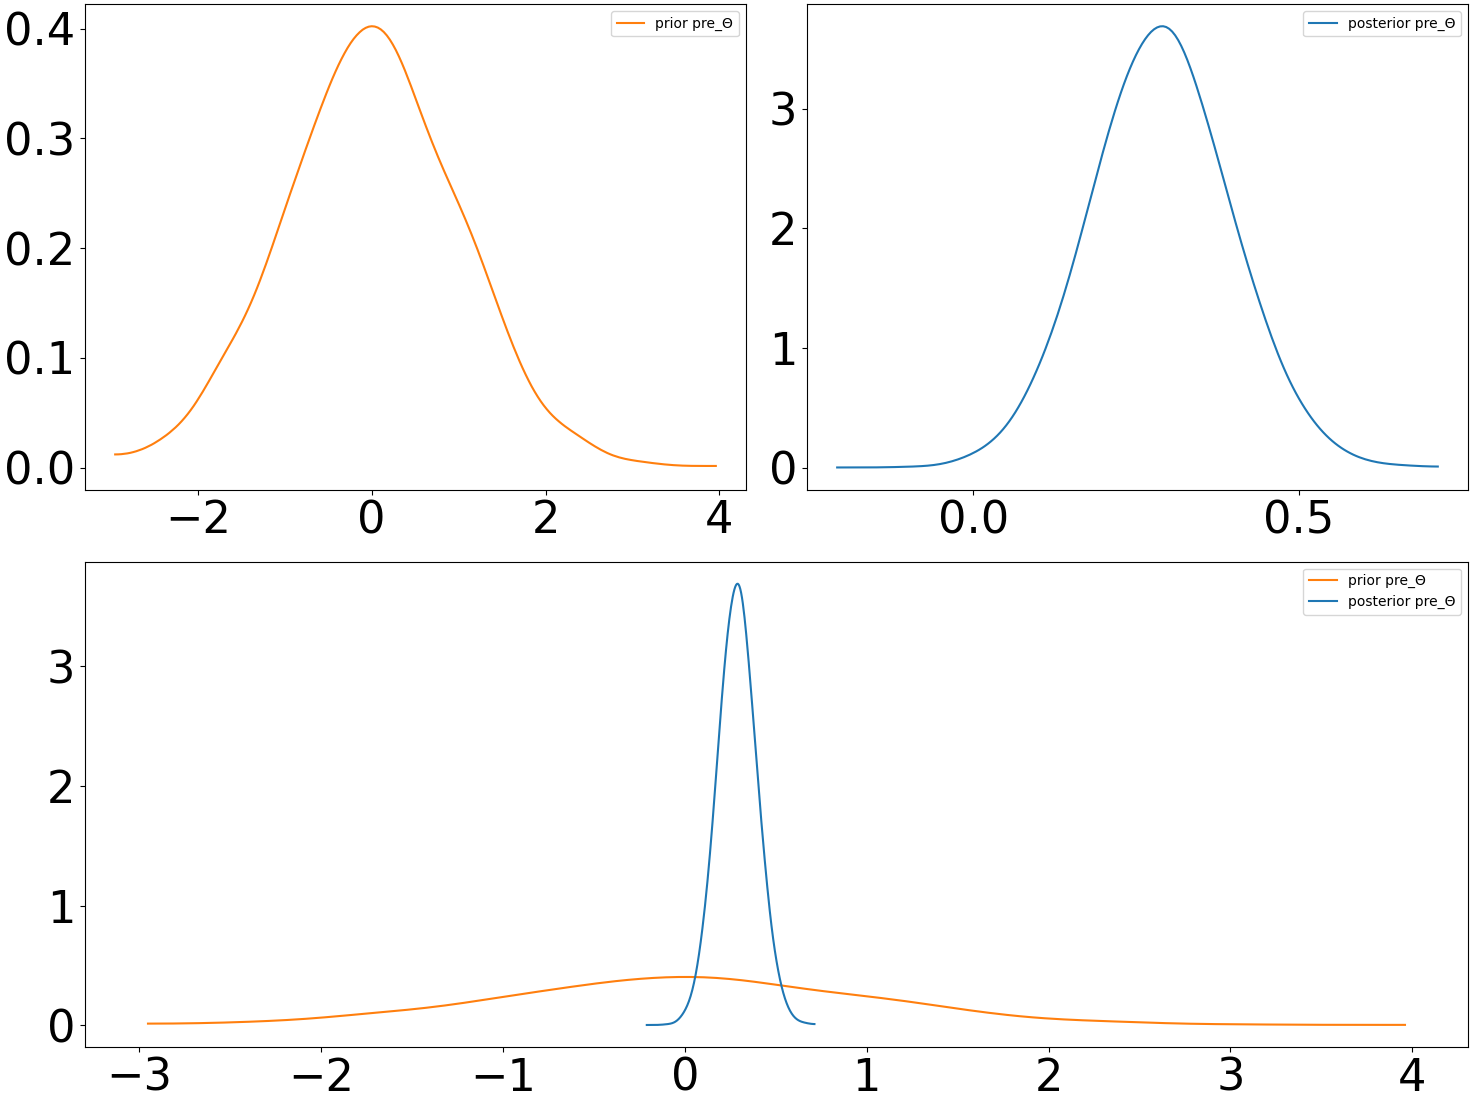 prior pre_Θ
0.4
0.3
0.2
0.1
0.0
−2 0 2 4
posterior pre_Θ
3
2
1
0
0.0 0.5
prior pre_Θ
posterior pre_Θ
3
2
1
0
−3 −2 −1 0 1 2 3 4